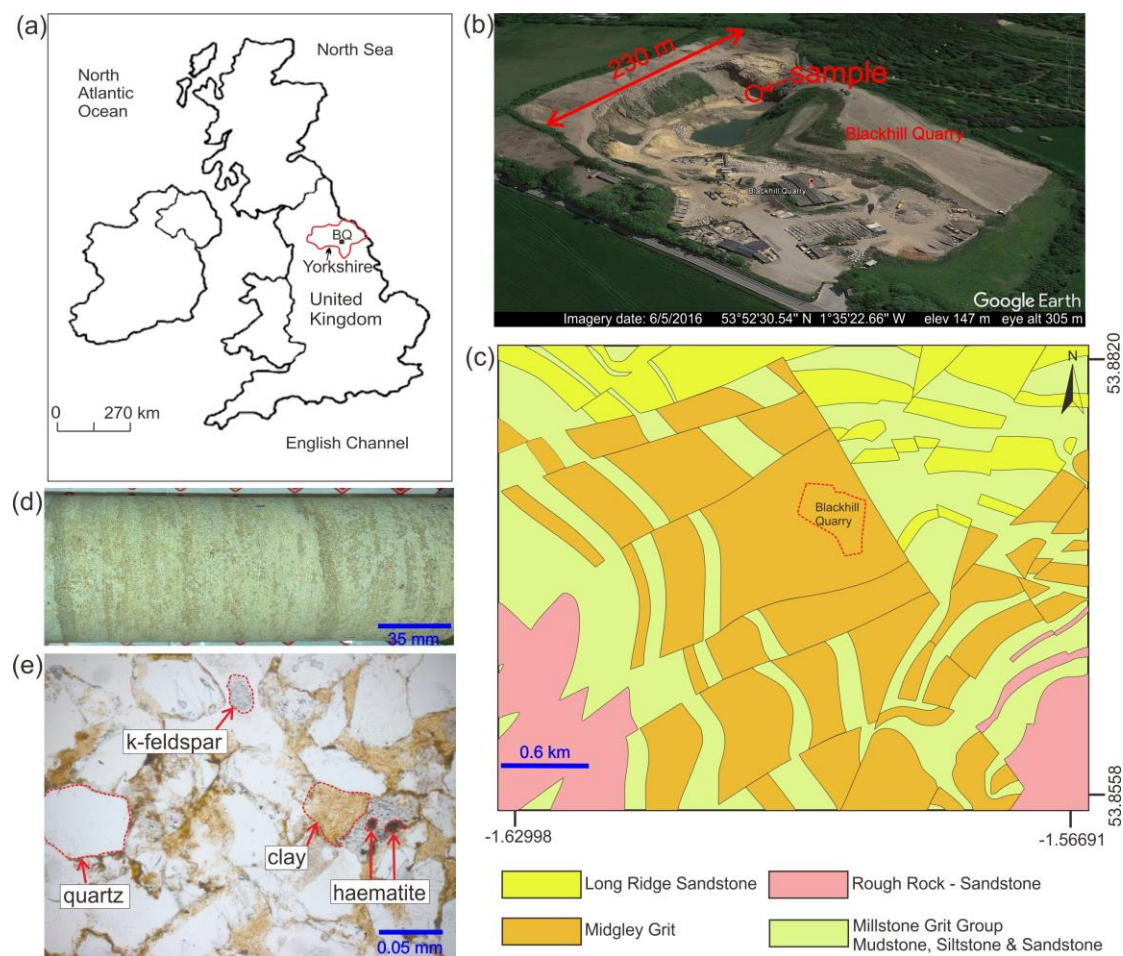 (a)
North Sea
North
Atlantic
Ocean
BQ
Yorkshire
United
Kingdom
0 270 km
English Channel
(b)
230 m
sample
Blackhill Quarry
Blackhill Quarry
Google Earth
Imagery date: 6/5/2016 53°52'30.54" N 1°35'22.66" W elev 147 m eye alt 305 m
(c)
N
53.8820
Blackhill
Quarry
0.6 km
53.8558
-1.62998
-1.56691
Long Ridge Sandstone
Rough Rock - Sandstone
Midgley Grit
Millstone Grit Group
Mudstone, Siltstone & Sandstone
(d)
35 mm
(e)
k-feldspar
clay
quartz
haematite
0.05 mm